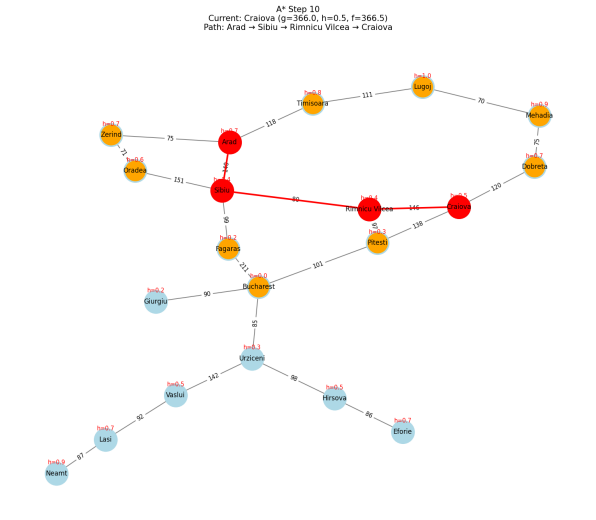 A* Step 10
Current: Craiova (g=366.0, h=0.5, f=366.5)
Path: Arad → Sibiu → Rimnicu Vilcea → Craiova
h=1.0
Lugoj
h=0.8
Timisoara
111
70
h=0.9
Mehadia
118
h=0.7
Zerind
75
Arad
75
71
h=0.6
Oradea
151
h=0.7
Dobreta
120
Sibiu
80
h=0.4
Rimnicu Vilcea
146
h=0.5
Craiova
99
97
138
h=0.2
Fagaras
h=0.3
Pitesti
211
101
h=0.0
Bucharest
90
h=0.2
Giurgiu
85
h=0.3
Urziceni
142
98
h=0.5
Vaslui
h=0.5
Hirsova
92
86
h=0.7
Lasi
h=0.7
Eforie
87
h=0.9
Neamt